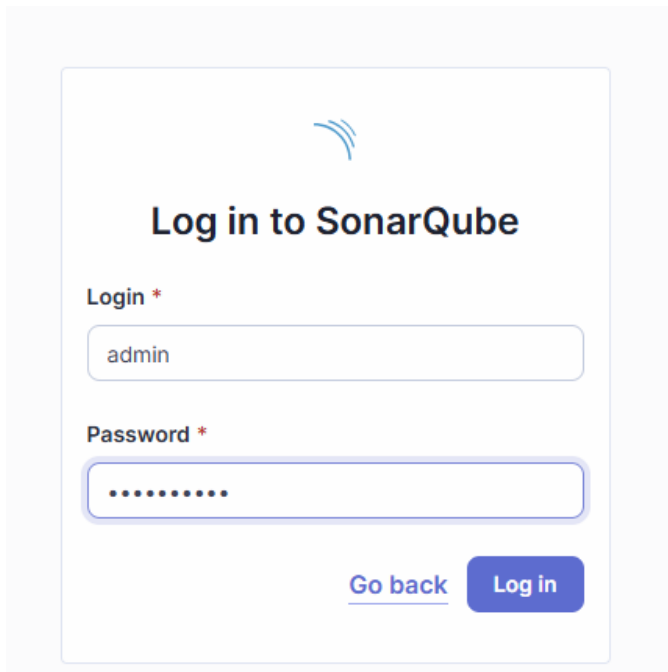 Log in to SonarQube
Login *
admin
Password *
••••••••••
Go back Log in